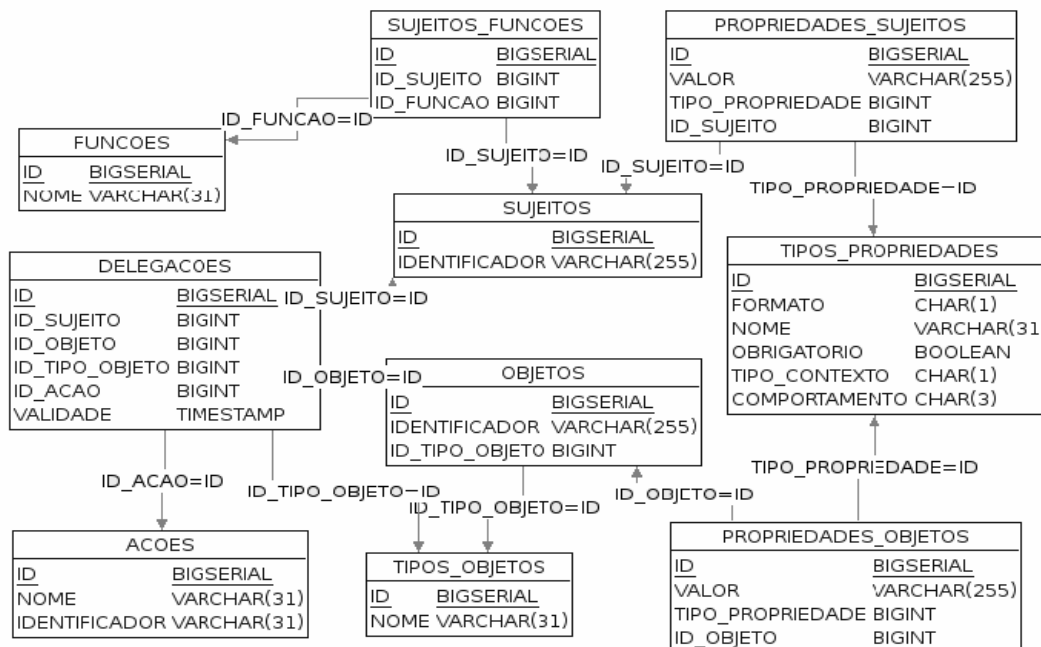 SUJEITOS_FUNCOES
ID BIGSERIAL
ID_SUJEITO BIGINT
ID_FUNCAO BIGINT
PROPRIEDADES_SUJEITOS
ID BIGSERIAL
VALOR VARCHAR(255)
TIPO_PROPRIEDADE BIGINT
ID_SUJEITO BIGINT
ID_FUNCAO=ID
FUNCOES
ID BIGSERIAL
NOME VARCHAR(31)
ID_SUJEITO=ID
ID_SUJEITO=ID
TIPO_PROPRIEDADE=ID
SUJEITOS
ID BIGSERIAL
IDENTIFICADOR VARCHAR(255)
TIPOS_PROPRIEDADES
ID BIGSERIAL
FORMATO CHAR(1)
NOME VARCHAR(31
OBRIGATORIO BOOLEAN
TIPO_CONTEXTO CHAR(1)
COMPORTAMENTO CHAR(3)
DELEGACOES
ID BIGSERIAL
ID_SUJEITO BIGINT
ID_OBJETO BIGINT
ID_TIPO_OBJETO BIGINT
ID_ACAO BIGINT
VALIDADE TIMESTAMP
ID_SUJEITO=ID
ID_OBJETO=ID
OBJETOS
ID BIGSERIAL
IDENTIFICADOR VARCHAR(255)
ID_TIPO_OBJETO BIGINT
ID_ACAO=ID
ID_TIPO_OBJETO=ID
ID_TIPO_OBJETO=ID
ID_OBJETO=ID
TIPO_PROPRIEDADE=ID
ACOES
ID BIGSERIAL
NOME VARCHAR(31)
IDENTIFICADOR VARCHAR(31)
TIPOS_OBJETOS
ID BIGSERIAL
NOME VARCHAR(31)
PROPRIEDADES_OBJETOS
ID BIGSERIAL
VALOR VARCHAR(255)
TIPO_PROPRIEDADE BIGINT
ID_OBJETO BIGINT